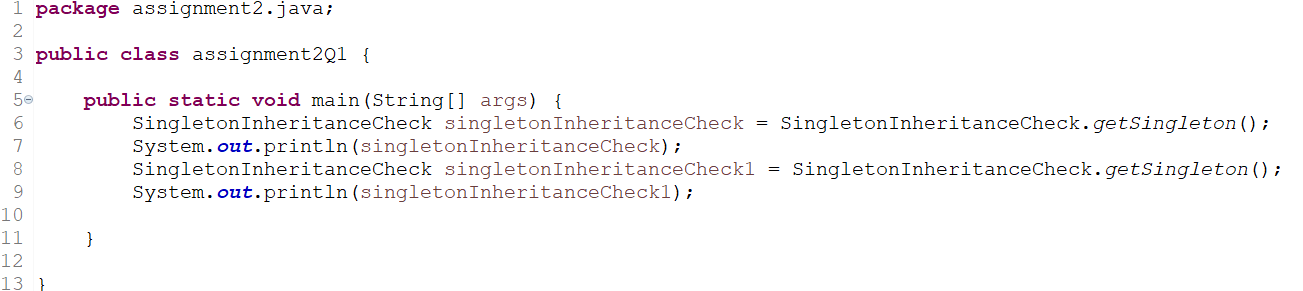 1 package assignment2.java;
2
3 public class assignment2Q1 {
4
5 public static void main(String[] args) {
6 SingletonInheritanceCheck singletonInheritanceCheck = SingletonInheritanceCheck.getSingleton();
7 System.out.println(singletonInheritanceCheck);
8 SingletonInheritanceCheck singletonInheritanceCheck1 = SingletonInheritanceCheck.getSingleton();
9 System.out.println(singletonInheritanceCheck1);
10
11 }
12
13 }